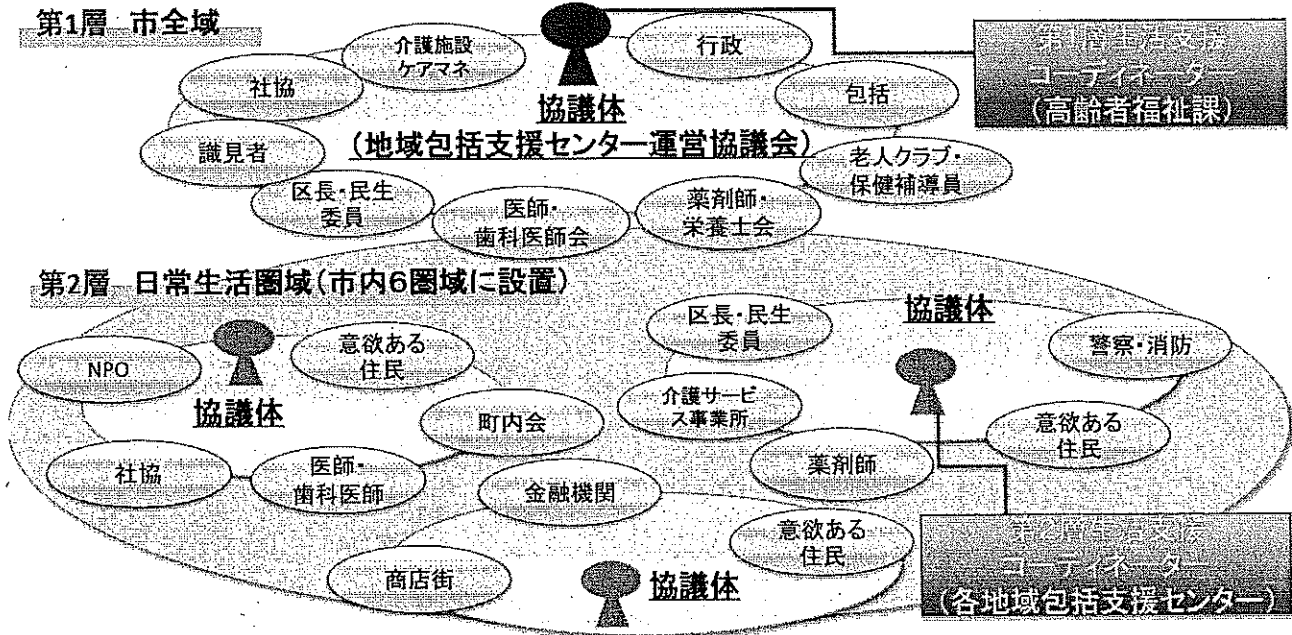 第1層 市全域
介護施設
ケアマネ
行政
社協
包括
協議体
(地域包括支援センター運営協議会)
識見者
老人クラブ・
保健補導員
区長・民生
委員
医師・
歯科医師会
薬剤師・
栄養士会
第1層生活支援
コーディネーター
(高齢者福祉課)
第2層 日常生活圏域(市内6圏域に設置)
NPO
意欲ある
住民
協議体
町内会
社協
医師・
歯科医師
区長・民生
委員
協議体
警察・消防
介護サービ
ス事業所
意欲ある
住民
薬剤師
金融機関
意欲ある
住民
商店街
協議体
第2層生活支援
コーディネーター
(各地域包括支援センター)